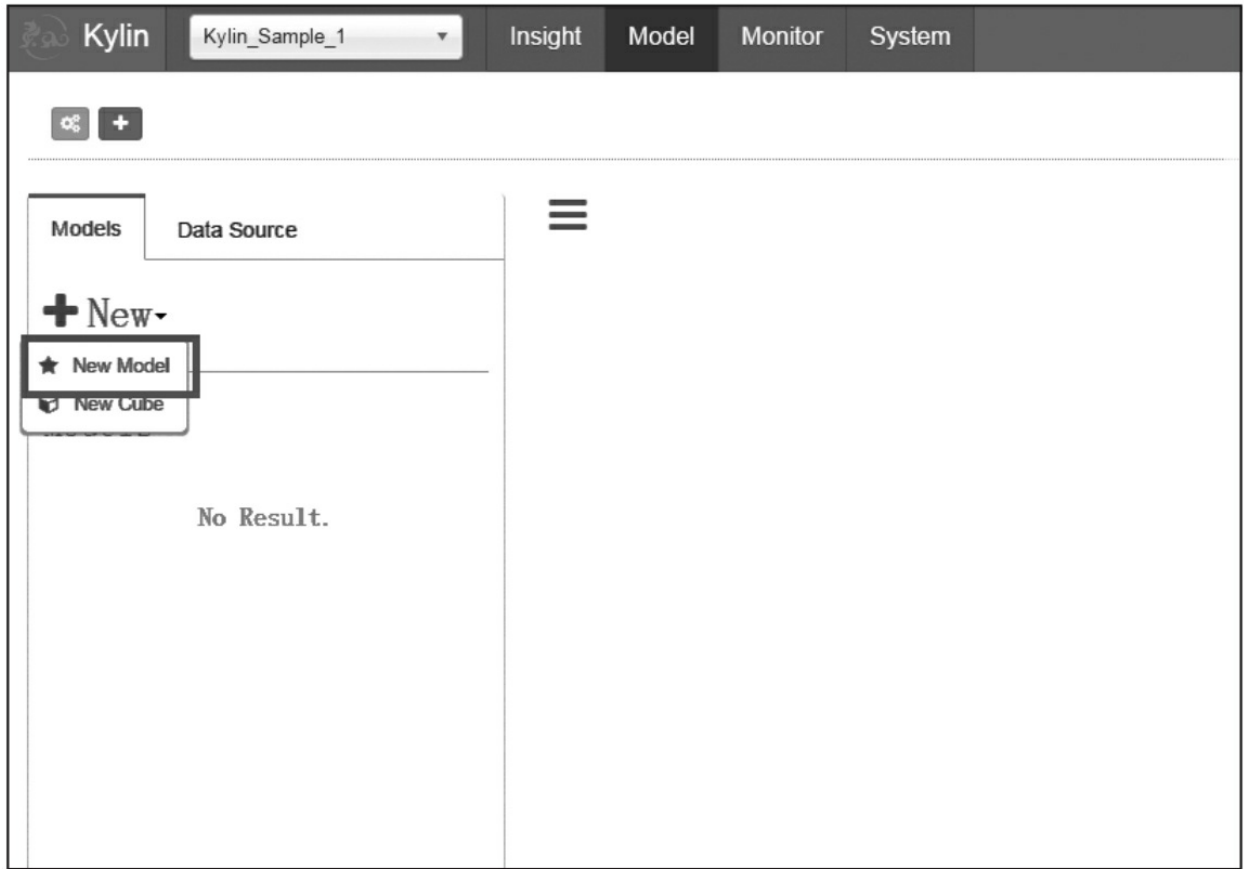 Kylin Kylin_Sample_1 Insight Model Monitor System
Models Data Source
New
New Model
New Cube
No Result.